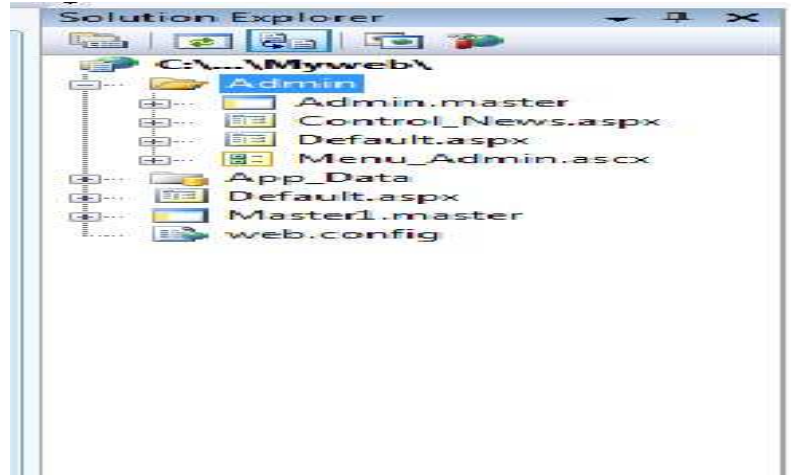 Solution Explorer
C:\...\Myweb\
Admin
Admin.master
Control_News.aspx
Default.aspx
Menu_Admin.ascx
App_Data
Default.aspx
Master1.master
web.config